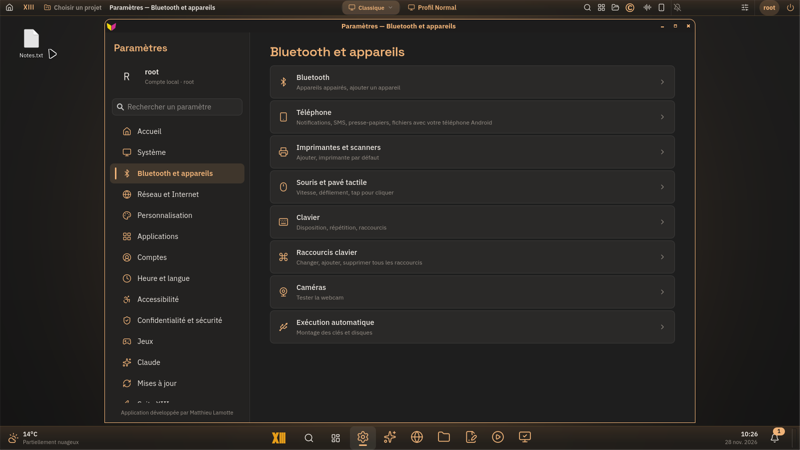 XIII
Choisir un projet
Paramètres — Bluetooth et appareils
Classique
Profil Normal
root
Notes.txt
Paramètres — Bluetooth et appareils
Paramètres
R
root
Compte local · root
Rechercher un paramètre
Accueil
Système
Bluetooth et appareils
Réseau et Internet
Personnalisation
Applications
Comptes
Heure et langue
Accessibilité
Confidentialité et sécurité
Jeux
Claude
Mises à jour
Application développée par Matthieu Lamotte
Bluetooth et appareils
Bluetooth
Appareils appairés, ajouter un appareil
Téléphone
Notifications, SMS, presse-papiers, fichiers avec votre téléphone Android
Imprimantes et scanners
Ajouter, imprimante par défaut
Souris et pavé tactile
Vitesse, défilement, tap pour cliquer
Clavier
Disposition, répétition, raccourcis
Raccourcis clavier
Changer, ajouter, supprimer tous les raccourcis
Caméras
Tester la webcam
Exécution automatique
Montage des clés et disques
14°C
Partiellement nuageux
XIII
10:26
28 nov. 2026
1